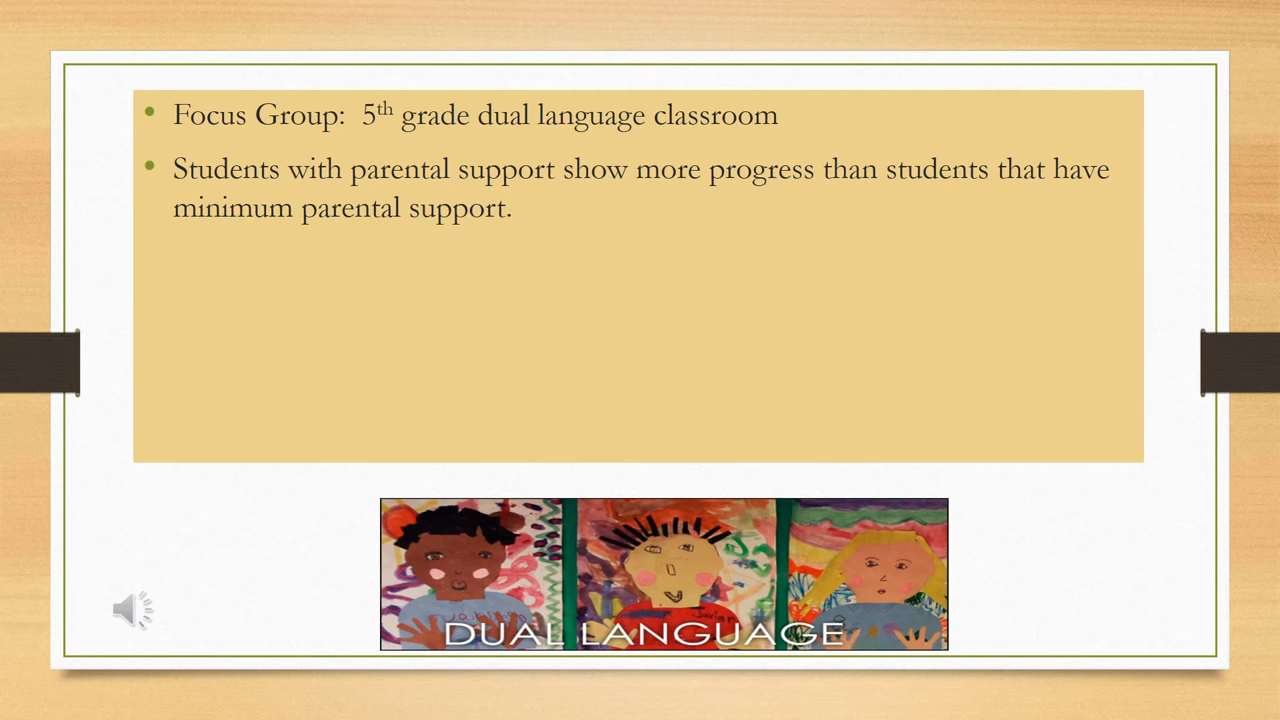 • Focus Group:  5th grade dual language classroom
• Students with parental support show more progress than students that have
minimum parental support.
Javier
DUAL LANGUAGE